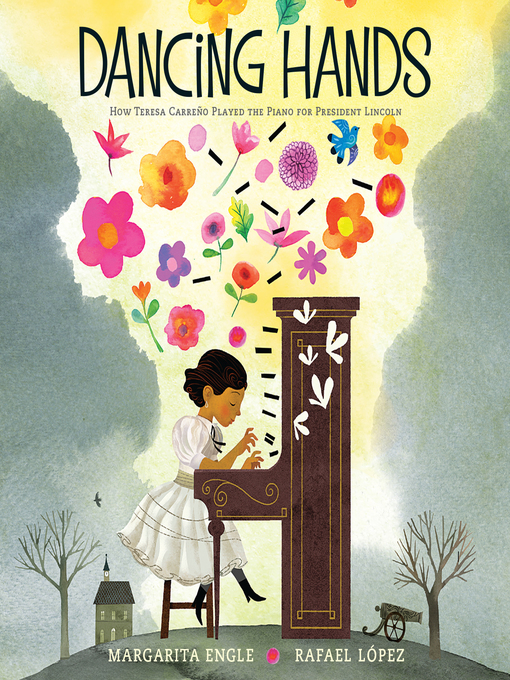 DANCiNG HANDS
How Teresa Carreño Played the Piano for President Lincoln
MARGARITA ENGLE RAFAEL LÓPEZ